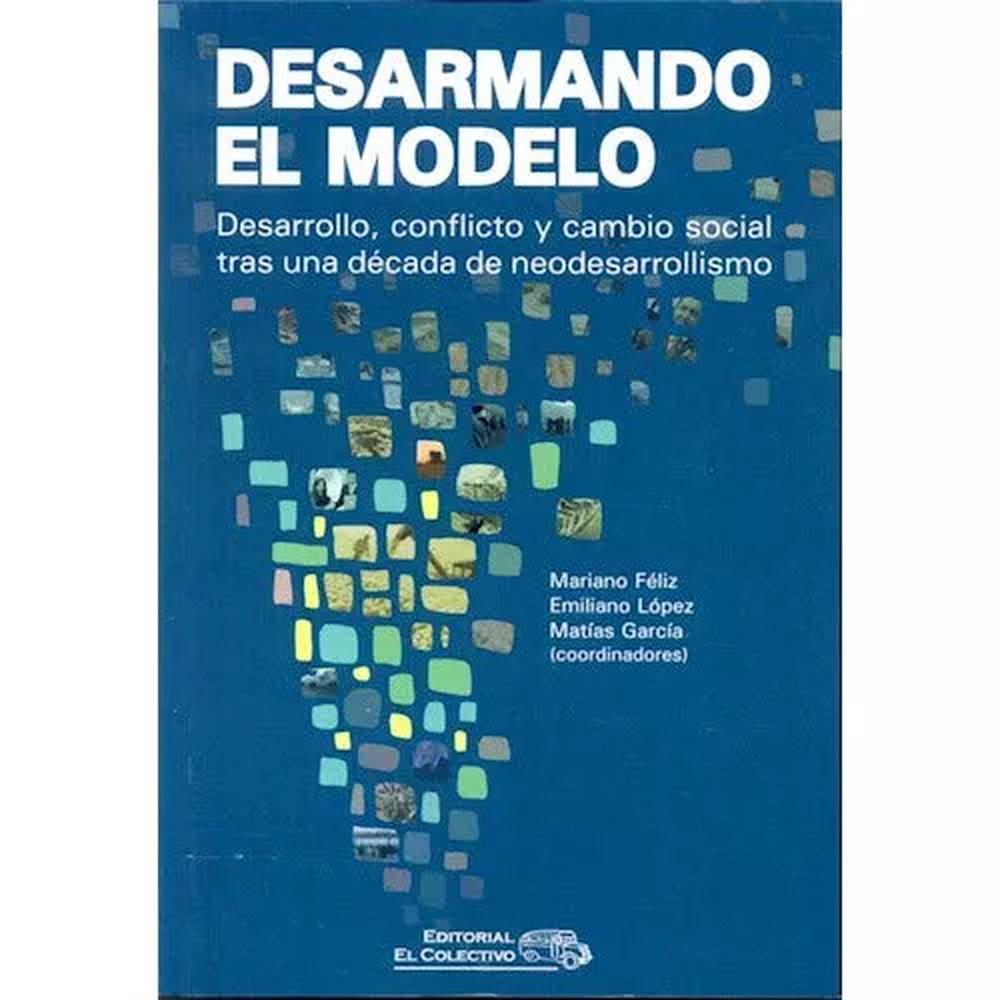 DESARMANDO
EL MODELO
Desarrollo, conflicto y cambio social
tras una década de neodesarrollismo
Mariano Féliz
Emiliano López
Matías García
(coordinadores)
EDITORIAL
EL COLECTIVO